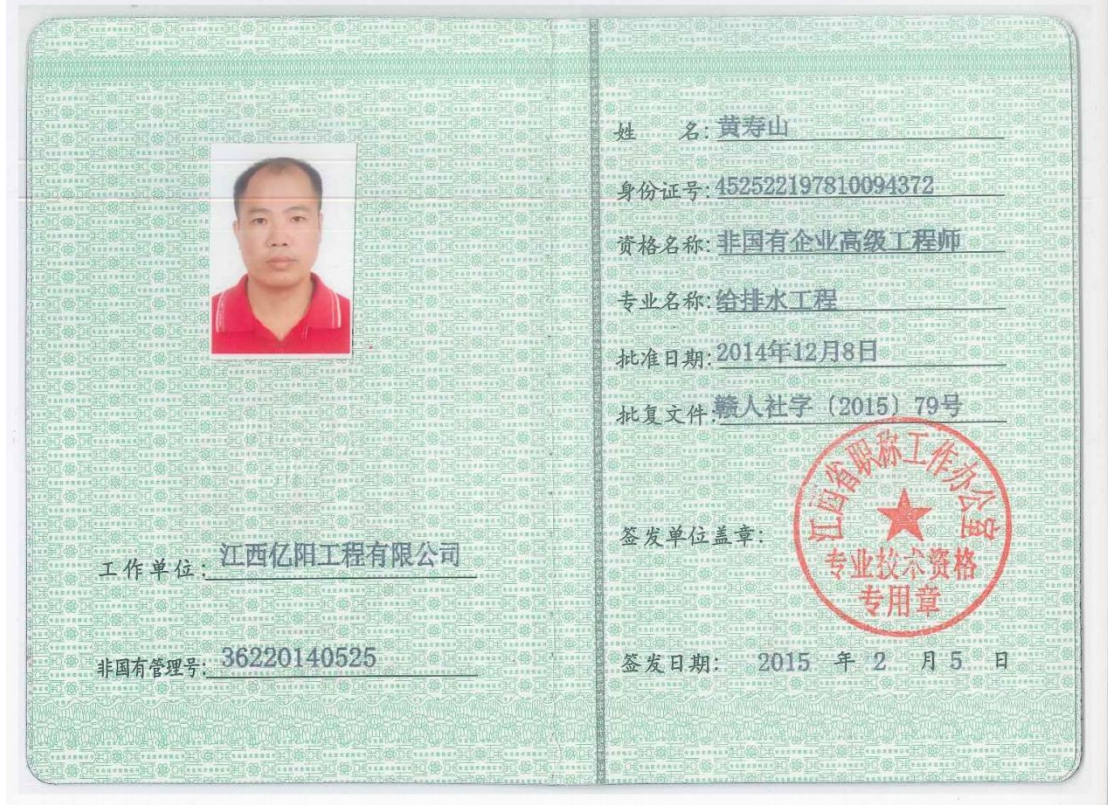 姓 名: 黄寿山
身份证号: 452522197810094372
资格名称: 非国有企业高级工程师
专业名称: 给排水工程
批准日期: 2014年12月8日
批复文件: 赣人社字〔2015〕79号
江西省职称工作办公室
专业技术资格
专用章
签发单位盖章:
签发日期: 2015 年 2 月 5 日
工作单位: 江西亿阳工程有限公司
非国有管理号: 36220140525